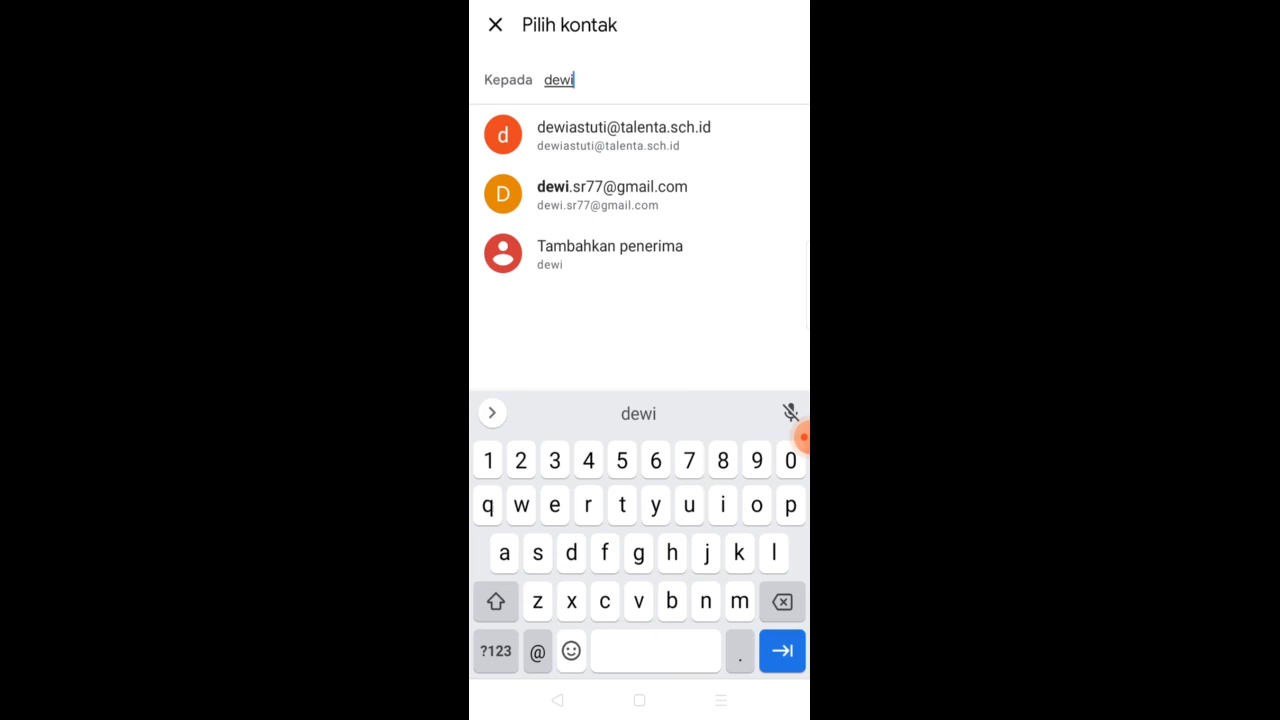 Pilih kontak
Kepada dewi
d dewiastuti@talenta.sch.id
dewiastuti@talenta.sch.id
D dewi.sr77@gmail.com
dewi.sr77@gmail.com
Tambahkan penerima
dewi
dewi
1 2 3 4 5 6 7 8 9 0
q w e r t y u i o p
a s d f g h j k l
z x c v b n m
?123 @ .